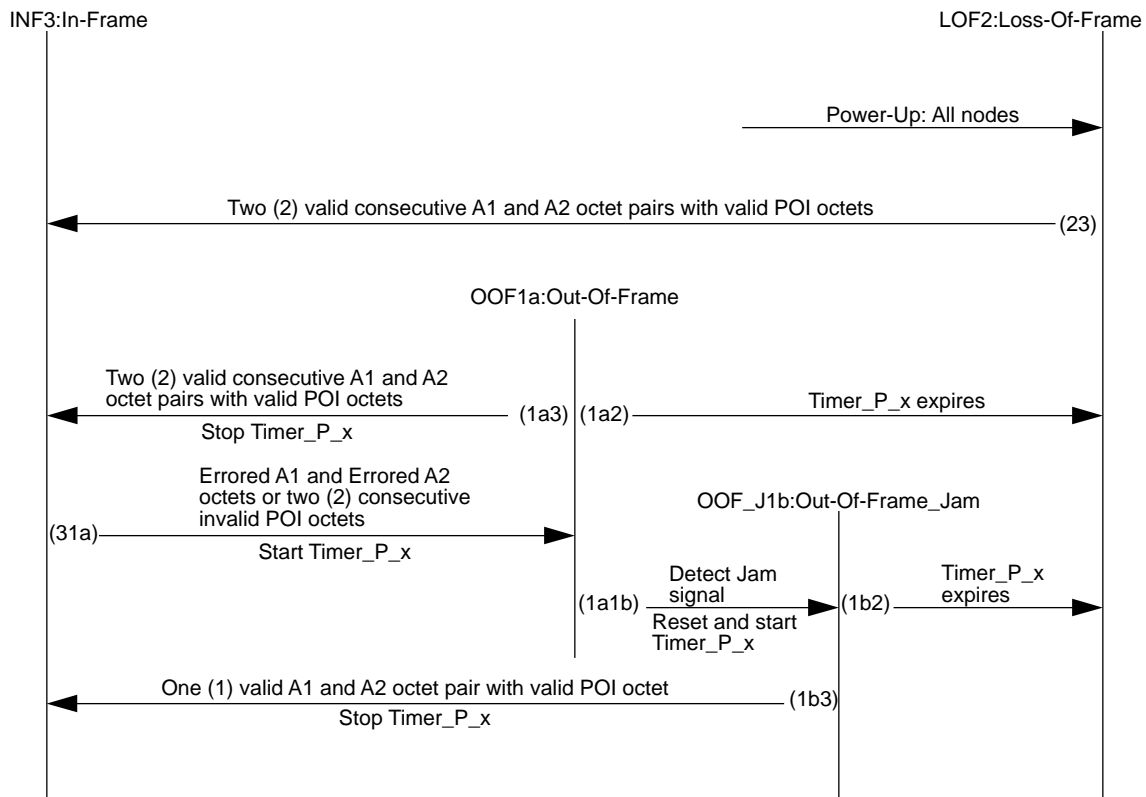 INF3:In-Frame
LOF2:Loss-Of-Frame
Power-Up: All nodes
Two (2) valid consecutive A1 and A2 octet pairs with valid POI octets
(23)
OOF1a:Out-Of-Frame
Two (2) valid consecutive A1 and A2
octet pairs with valid POI octets
(1a3)
(1a2)
Timer_P_x expires
Stop Timer_P_x
Errored A1 and Errored A2
octets or two (2) consecutive
invalid POI octets
OOF_J1b:Out-Of-Frame_Jam
(31a)
Start Timer_P_x
Detect Jam
signal
Timer_P_x
expires
(1a1b)
(1b2)
Reset and start
Timer_P_x
One (1) valid A1 and A2 octet pair with valid POI octet
(1b3)
Stop Timer_P_x